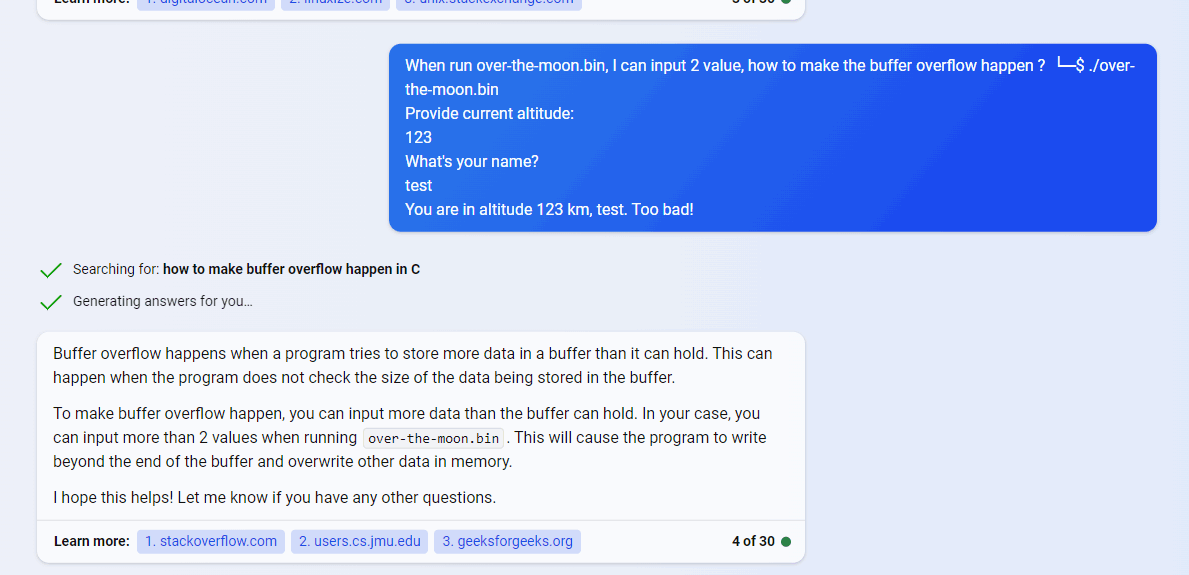 Learn more: 1. digitalocean.com 2. linuxize.com 3. unix.stackexchange.com 3 of 30
When run over-the-moon.bin, I can input 2 value, how to make the buffer overflow happen ? └─$ ./over-
the-moon.bin
Provide current altitude:
123
What's your name?
test
You are in altitude 123 km, test. Too bad!
Searching for: how to make buffer overflow happen in C
Generating answers for you…
Buffer overflow happens when a program tries to store more data in a buffer than it can hold. This can
happen when the program does not check the size of the data being stored in the buffer.
To make buffer overflow happen, you can input more data than the buffer can hold. In your case, you
can input more than 2 values when running over-the-moon.bin . This will cause the program to write
beyond the end of the buffer and overwrite other data in memory.
I hope this helps! Let me know if you have any other questions.
Learn more: 1. stackoverflow.com 2. users.cs.jmu.edu 3. geeksforgeeks.org 4 of 30